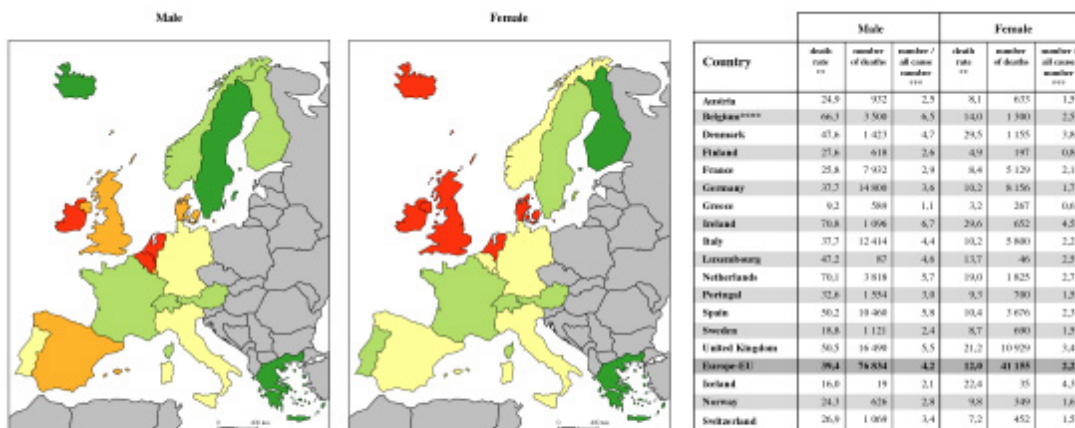 Male
Female
Male Female
Country death rate ** number of deaths number / all cause number *** death rate ** number of deaths number / all cause number ***
Austria 24,9 932 2,5 8,1 633 1,5
Belgium**** 66,3 3 500 6,5 14,0 1 300 2,5
Denmark 47,6 1 423 4,7 29,5 1 155 3,8
Finland 27,6 618 2,6 4,9 197 0,8
France 25,8 7 932 2,9 8,4 5 129 2,1
Germany 37,7 14 800 3,6 10,2 8 156 1,7
Greece 9,2 589 1,1 3,2 267 0,6
Ireland 70,8 1 096 6,7 29,6 652 4,5
Italy 37,7 12 414 4,4 10,2 5 800 2,2
Luxembourg 47,2 87 4,6 13,7 46 2,5
Netherlands 70,1 3 818 5,7 19,0 1 825 2,7
Portugal 32,6 1 554 3,0 9,3 700 1,5
Spain 50,2 10 460 5,8 10,4 3 676 2,3
Sweden 18,8 1 121 2,4 8,7 690 1,5
United Kingdom 50,5 16 490 5,5 21,2 10 929 3,4
Europe-EU 39,4 76 834 4,2 12,0 41 155 2,2
Iceland 16,0 19 2,1 22,4 35 4,3
Norway 24,3 626 2,8 9,8 349 1,6
Switzerland 26,9 1 069 3,4 7,2 452 1,5